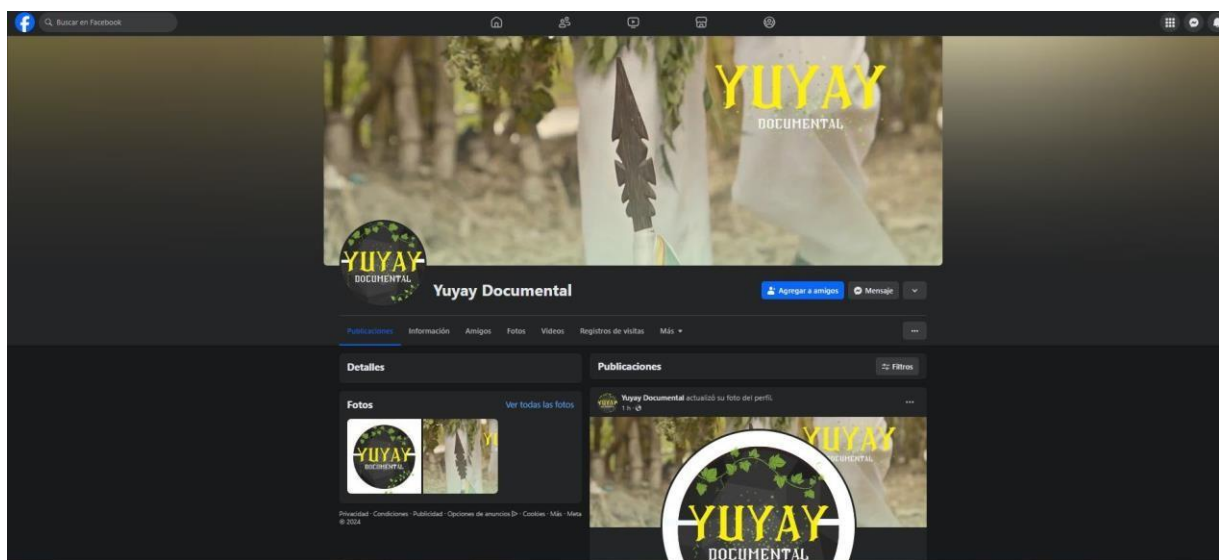 Buscar en Facebook
YUYAY
DOCUMENTAL
YUYAY
DOCUMENTAL
Yuyay Documental
Agregar a amigos
Mensaje
Publicaciones Información Amigos Fotos Videos Registros de visitas Más
Detalles
Fotos Ver todas las fotos
YUYAY
DOCUMENTAL
YU
Privacidad · Condiciones · Publicidad · Opciones de anuncios · Cookies · Más · Meta
© 2024
Publicaciones
Filtros
YUYAY
Yuyay Documental actualizó su foto del perfil.
1 h
YUYAY
DOCUMENTAL
YUYAY
DOCUMENTAL